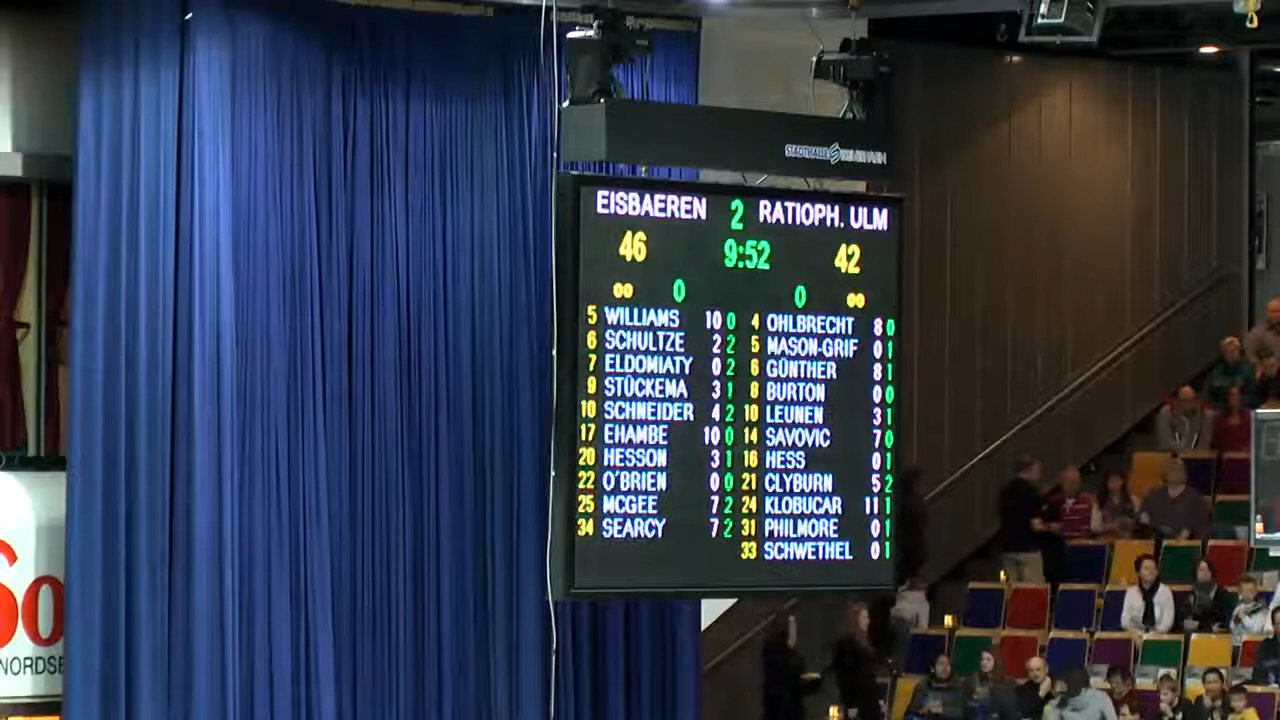 STADTHALLE
EISBAEREN 2 RATIOPH. ULM
46 9:52 42
00 0 0 00
5 WILLIAMS 10 0 4 OHLBRECHT 8 0
6 SCHULTZE 2 2 5 MASON-GRIF 0 1
7 ELDOMIATY 0 2 6 GÜNTHER 8 1
9 STÜCKEMA 3 1 8 BURTON 0 0
10 SCHNEIDER 4 2 10 LEUNEN 3 1
17 EHAMBE 10 0 14 SAVOVIC 7 0
20 HESSON 3 1 16 HESS 0 1
22 O'BRIEN 0 0 21 CLYBURN 5 2
25 MCGEE 7 2 24 KLOBUCAR 11 1
34 SEARCY 7 2 31 PHILMORE 0 1
33 SCHWETHEL 0 1
So
NORDSE